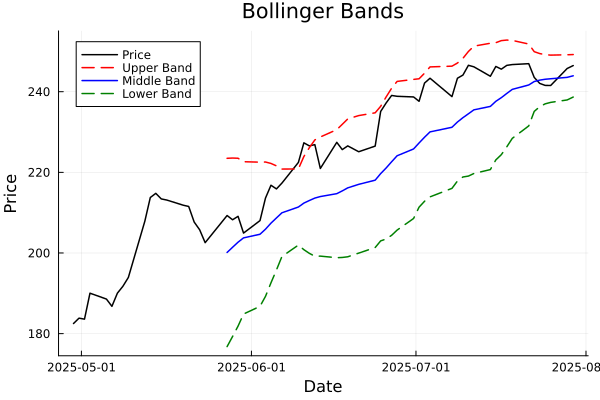 Bollinger Bands
Price
Upper Band
Middle Band
Lower Band
240
220
200
180
Price
2025-05-01
2025-06-01
2025-07-01
2025-08
Date